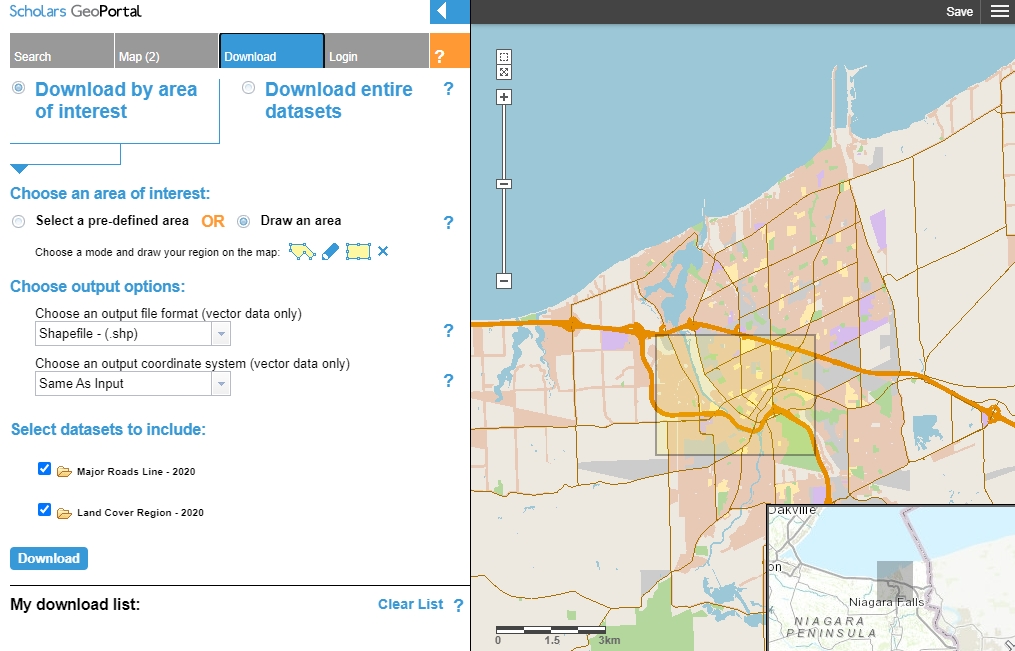 Scholars GeoPortal
Save
Search
Map (2)
Download
Login
?
Download by area
of interest
Download entire
datasets
?
Choose an area of interest:
Select a pre-defined area OR Draw an area
?
Choose a mode and draw your region on the map:
Choose output options:
Choose an output file format (vector data only)
Shapefile - (.shp)
?
Choose an output coordinate system (vector data only)
Same As Input
?
Select datasets to include:
Major Roads Line - 2020
Land Cover Region - 2020
Download
My download list:
Clear List ?
0 1.5 3km
Oakville
on
Niagara Falls
NIAGARA
PENINSULA